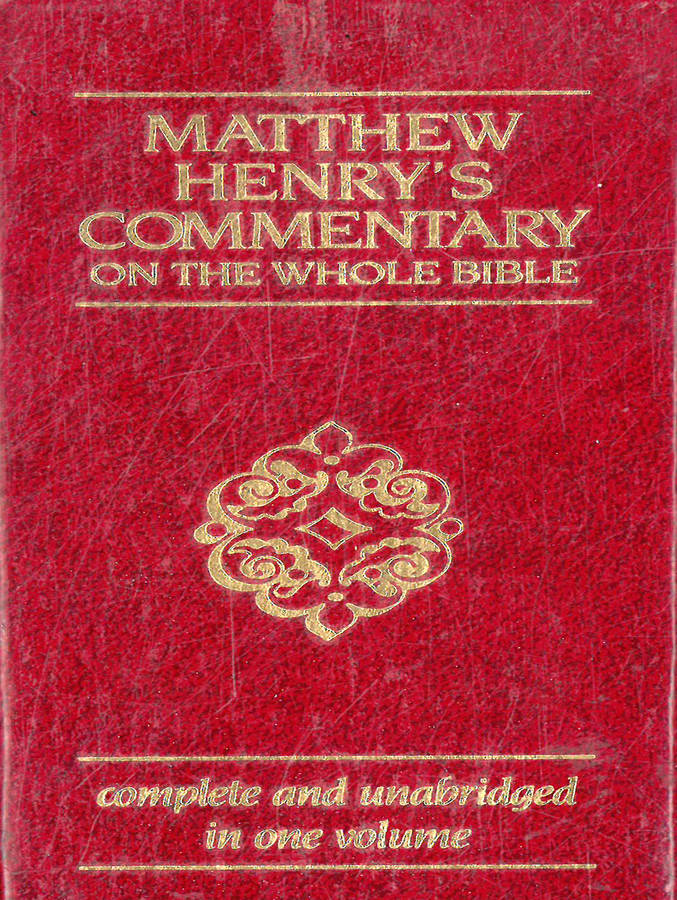 MATTHEW
HENRY'S
COMMENTARY
ON THE WHOLE BIBLE
complete and unabridged
in one volume